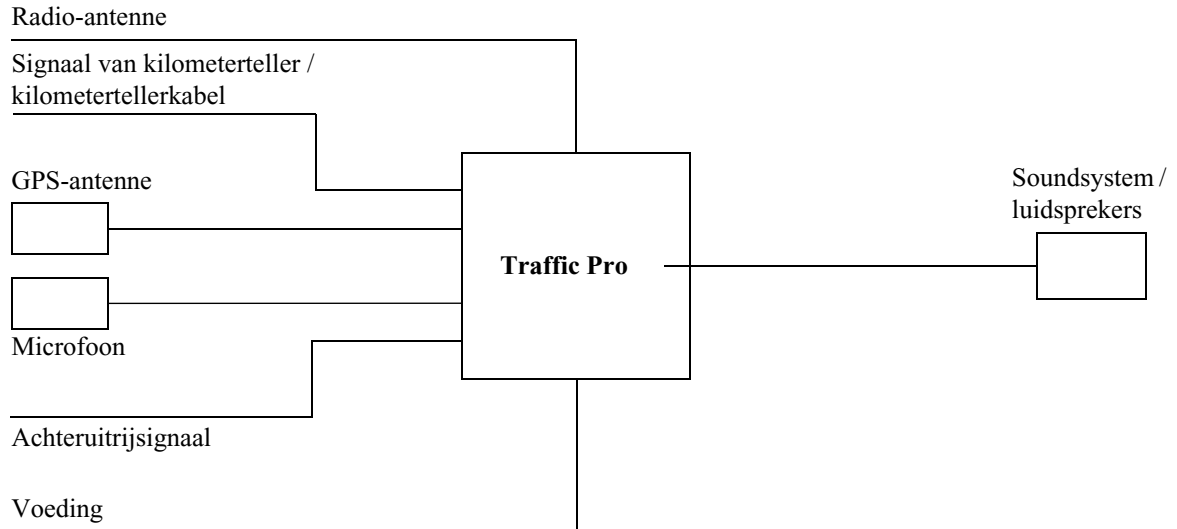 Radio-antenne
Signaal van kilometerteller /
kilometertellerkabel
GPS-antenne
Soundsystem /
luidsprekers
Traffic Pro
Microfoon
Achteruitrijsignaal
Voeding